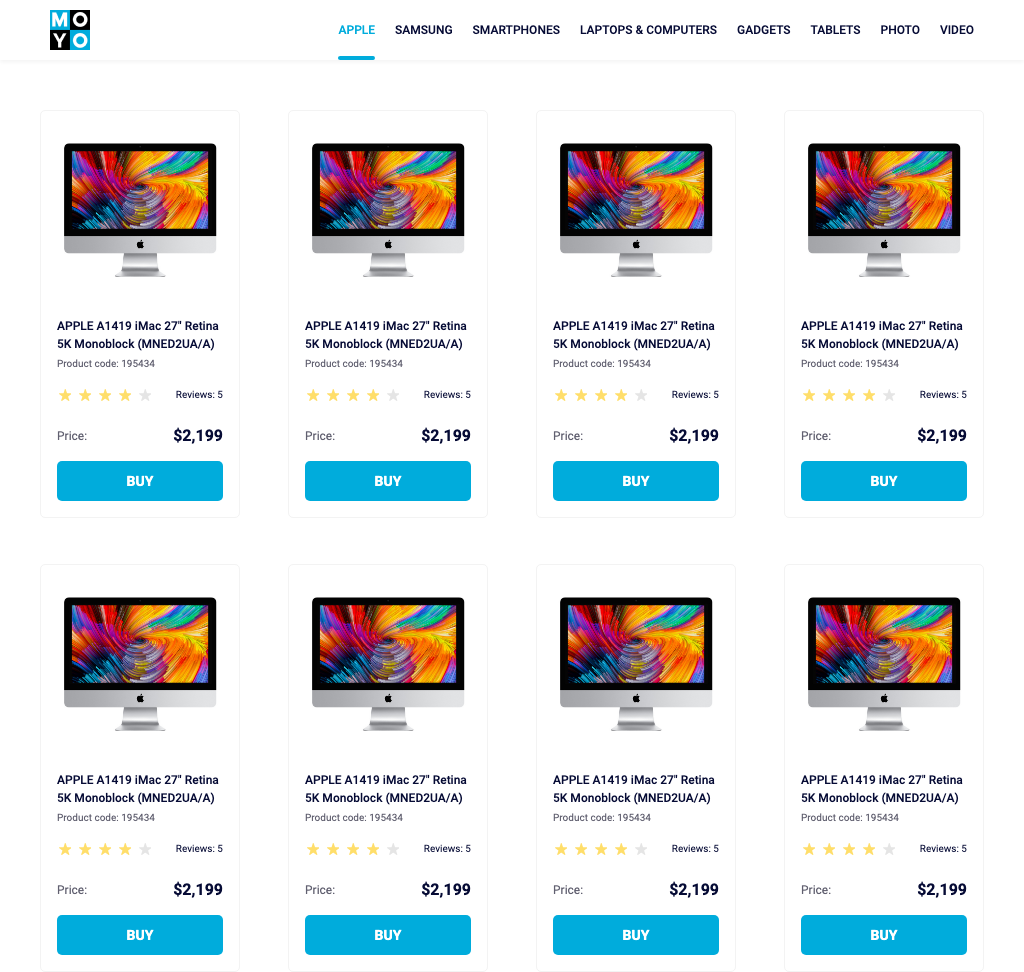 MO
YO
APPLE SAMSUNG SMARTPHONES LAPTOPS & COMPUTERS GADGETS TABLETS PHOTO VIDEO
APPLE A1419 iMac 27" Retina
5K Monoblock (MNED2UA/A)
Product code: 195434
Reviews: 5
Price: $2,199
BUY
APPLE A1419 iMac 27" Retina
5K Monoblock (MNED2UA/A)
Product code: 195434
Reviews: 5
Price: $2,199
BUY
APPLE A1419 iMac 27" Retina
5K Monoblock (MNED2UA/A)
Product code: 195434
Reviews: 5
Price: $2,199
BUY
APPLE A1419 iMac 27" Retina
5K Monoblock (MNED2UA/A)
Product code: 195434
Reviews: 5
Price: $2,199
BUY
APPLE A1419 iMac 27" Retina
5K Monoblock (MNED2UA/A)
Product code: 195434
Reviews: 5
Price: $2,199
BUY
APPLE A1419 iMac 27" Retina
5K Monoblock (MNED2UA/A)
Product code: 195434
Reviews: 5
Price: $2,199
BUY
APPLE A1419 iMac 27" Retina
5K Monoblock (MNED2UA/A)
Product code: 195434
Reviews: 5
Price: $2,199
BUY
APPLE A1419 iMac 27" Retina
5K Monoblock (MNED2UA/A)
Product code: 195434
Reviews: 5
Price: $2,199
BUY